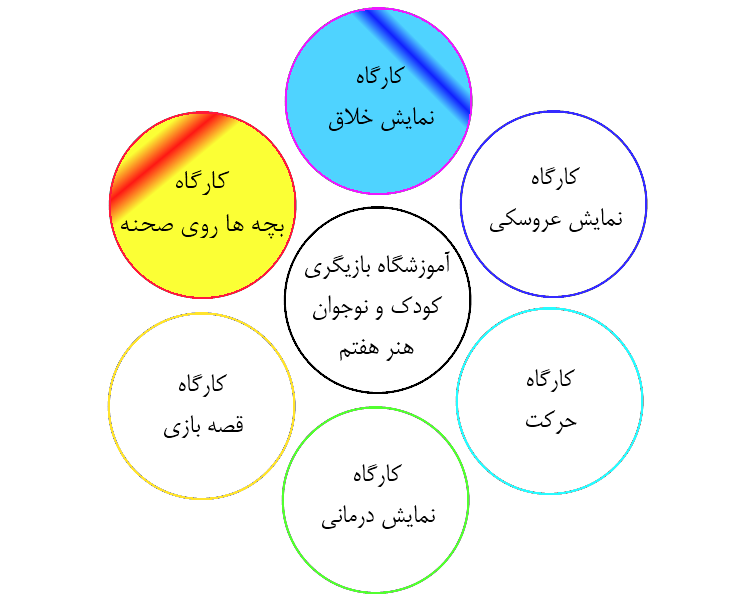 کارگاه
نمایش خلاق
کارگاه
نمایش عروسکی
کارگاه
بچه ها روی صحنه
آموزشگاه بازیگری
کودک و نوجوان
هنر هفتم
کارگاه
حرکت
کارگاه
قصه بازی
کارگاه
نمایش درمانی